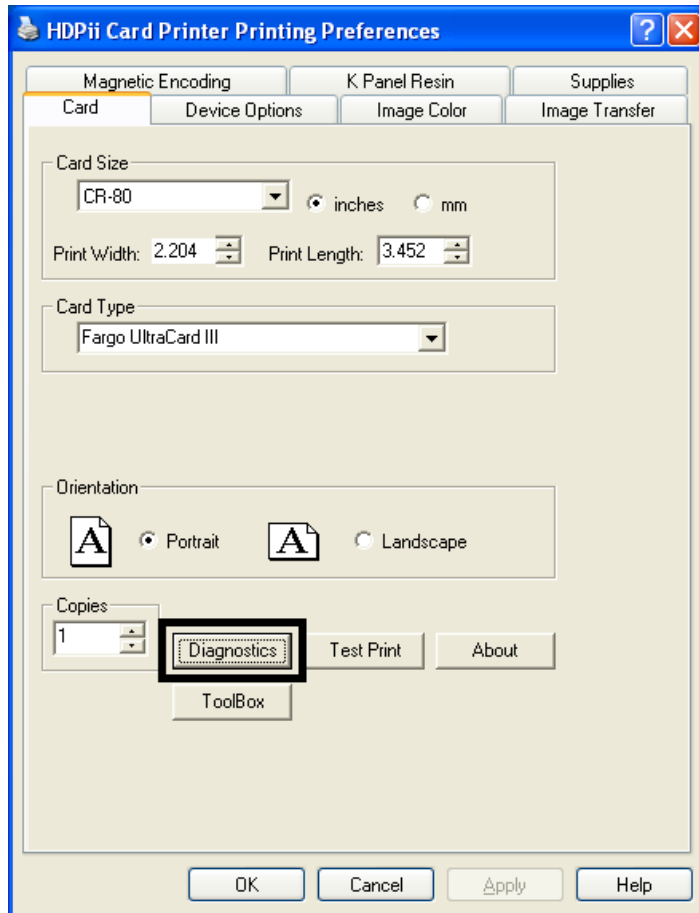 HDPii Card Printer Printing Preferences
Magnetic Encoding K Panel Resin Supplies
Card Device Options Image Color Image Transfer
Card Size
CR-80 inches mm
Print Width: 2.204 Print Length: 3.452
Card Type
Fargo UltraCard III
Orientation
A Portrait A Landscape
Copies
1 Diagnostics Test Print About
ToolBox
OK Cancel Apply Help